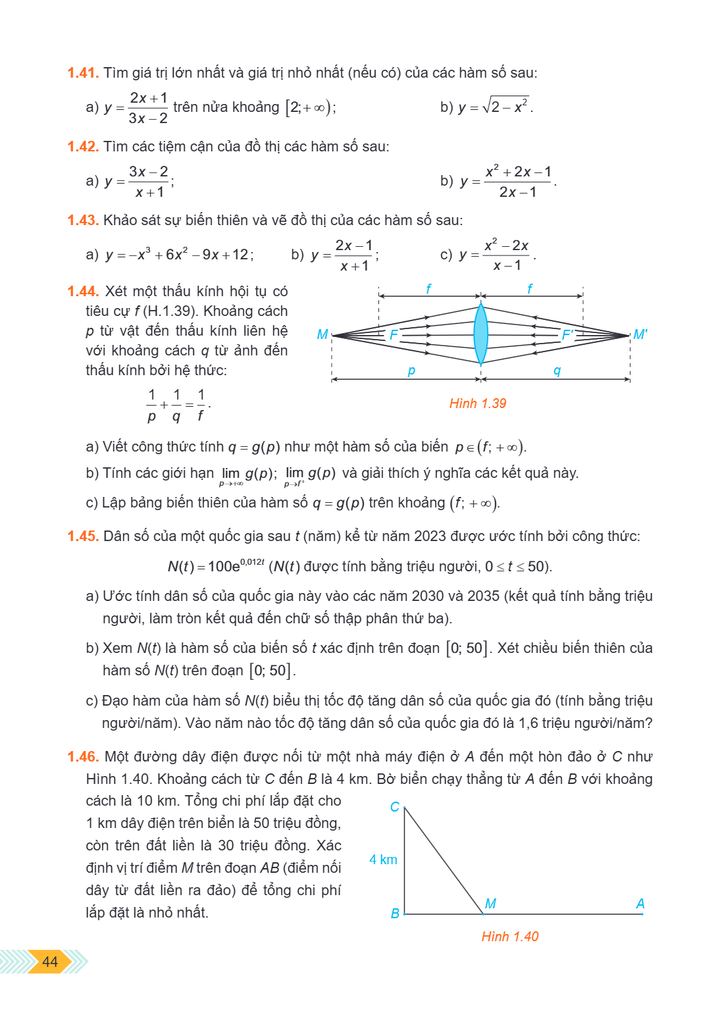 1.41. Tìm giá trị lớn nhất và giá trị nhỏ nhất (nếu có) của các hàm số sau:
a) y = \frac{2x + 1}{3x − 2} trên nửa khoảng [2; + ∞); b) y = \sqrt{2 − x^2}.
1.42. Tìm các tiệm cận của đồ thị các hàm số sau:
a) y = \frac{3x − 2}{x + 1}; b) y = \frac{x^2 + 2x − 1}{2x − 1}.
1.43. Khảo sát sự biến thiên và vẽ đồ thị của các hàm số sau:
a) y = −x^3 + 6x^2 − 9x + 12; b) y = \frac{2x − 1}{x + 1}; c) y = \frac{x^2 − 2x}{x − 1}.
1.44. Xét một thấu kính hội tụ có
tiêu cự f (H.1.39). Khoảng cách
p từ vật đến thấu kính liên hệ
với khoảng cách q từ ảnh đến
thấu kính bởi hệ thức:
\frac{1}{p} + \frac{1}{q} = \frac{1}{f}.
f f
M F F' M'
p q
Hình 1.39
a) Viết công thức tính q = g(p) như một hàm số của biến p ∈ (f; + ∞).
b) Tính các giới hạn \lim_{p→+∞} g(p); \lim_{p→f^+} g(p) và giải thích ý nghĩa các kết quả này.
c) Lập bảng biến thiên của hàm số q = g(p) trên khoảng (f; + ∞).
1.45. Dân số của một quốc gia sau t (năm) kể từ năm 2023 được ước tính bởi công thức:
N(t) = 100e^{0,012t} (N(t) được tính bằng triệu người, 0 ≤ t ≤ 50).
a) Ước tính dân số của quốc gia này vào các năm 2030 và 2035 (kết quả tính bằng triệu
người, làm tròn kết quả đến chữ số thập phân thứ ba).
b) Xem N(t) là hàm số của biến số t xác định trên đoạn [0; 50]. Xét chiều biến thiên của
hàm số N(t) trên đoạn [0; 50].
c) Đạo hàm của hàm số N(t) biểu thị tốc độ tăng dân số của quốc gia đó (tính bằng triệu
người/năm). Vào năm nào tốc độ tăng dân số của quốc gia đó là 1,6 triệu người/năm?
1.46. Một đường dây điện được nối từ một nhà máy điện ở A đến một hòn đảo ở C như
Hình 1.40. Khoảng cách từ C đến B là 4 km. Bờ biển chạy thẳng từ A đến B với khoảng
cách là 10 km. Tổng chi phí lắp đặt cho
1 km dây điện trên biển là 50 triệu đồng,
còn trên đất liền là 30 triệu đồng. Xác
định vị trí điểm M trên đoạn AB (điểm nối
dây từ đất liền ra đảo) để tổng chi phí
lắp đặt là nhỏ nhất.
C
4 km
B M A
Hình 1.40
44